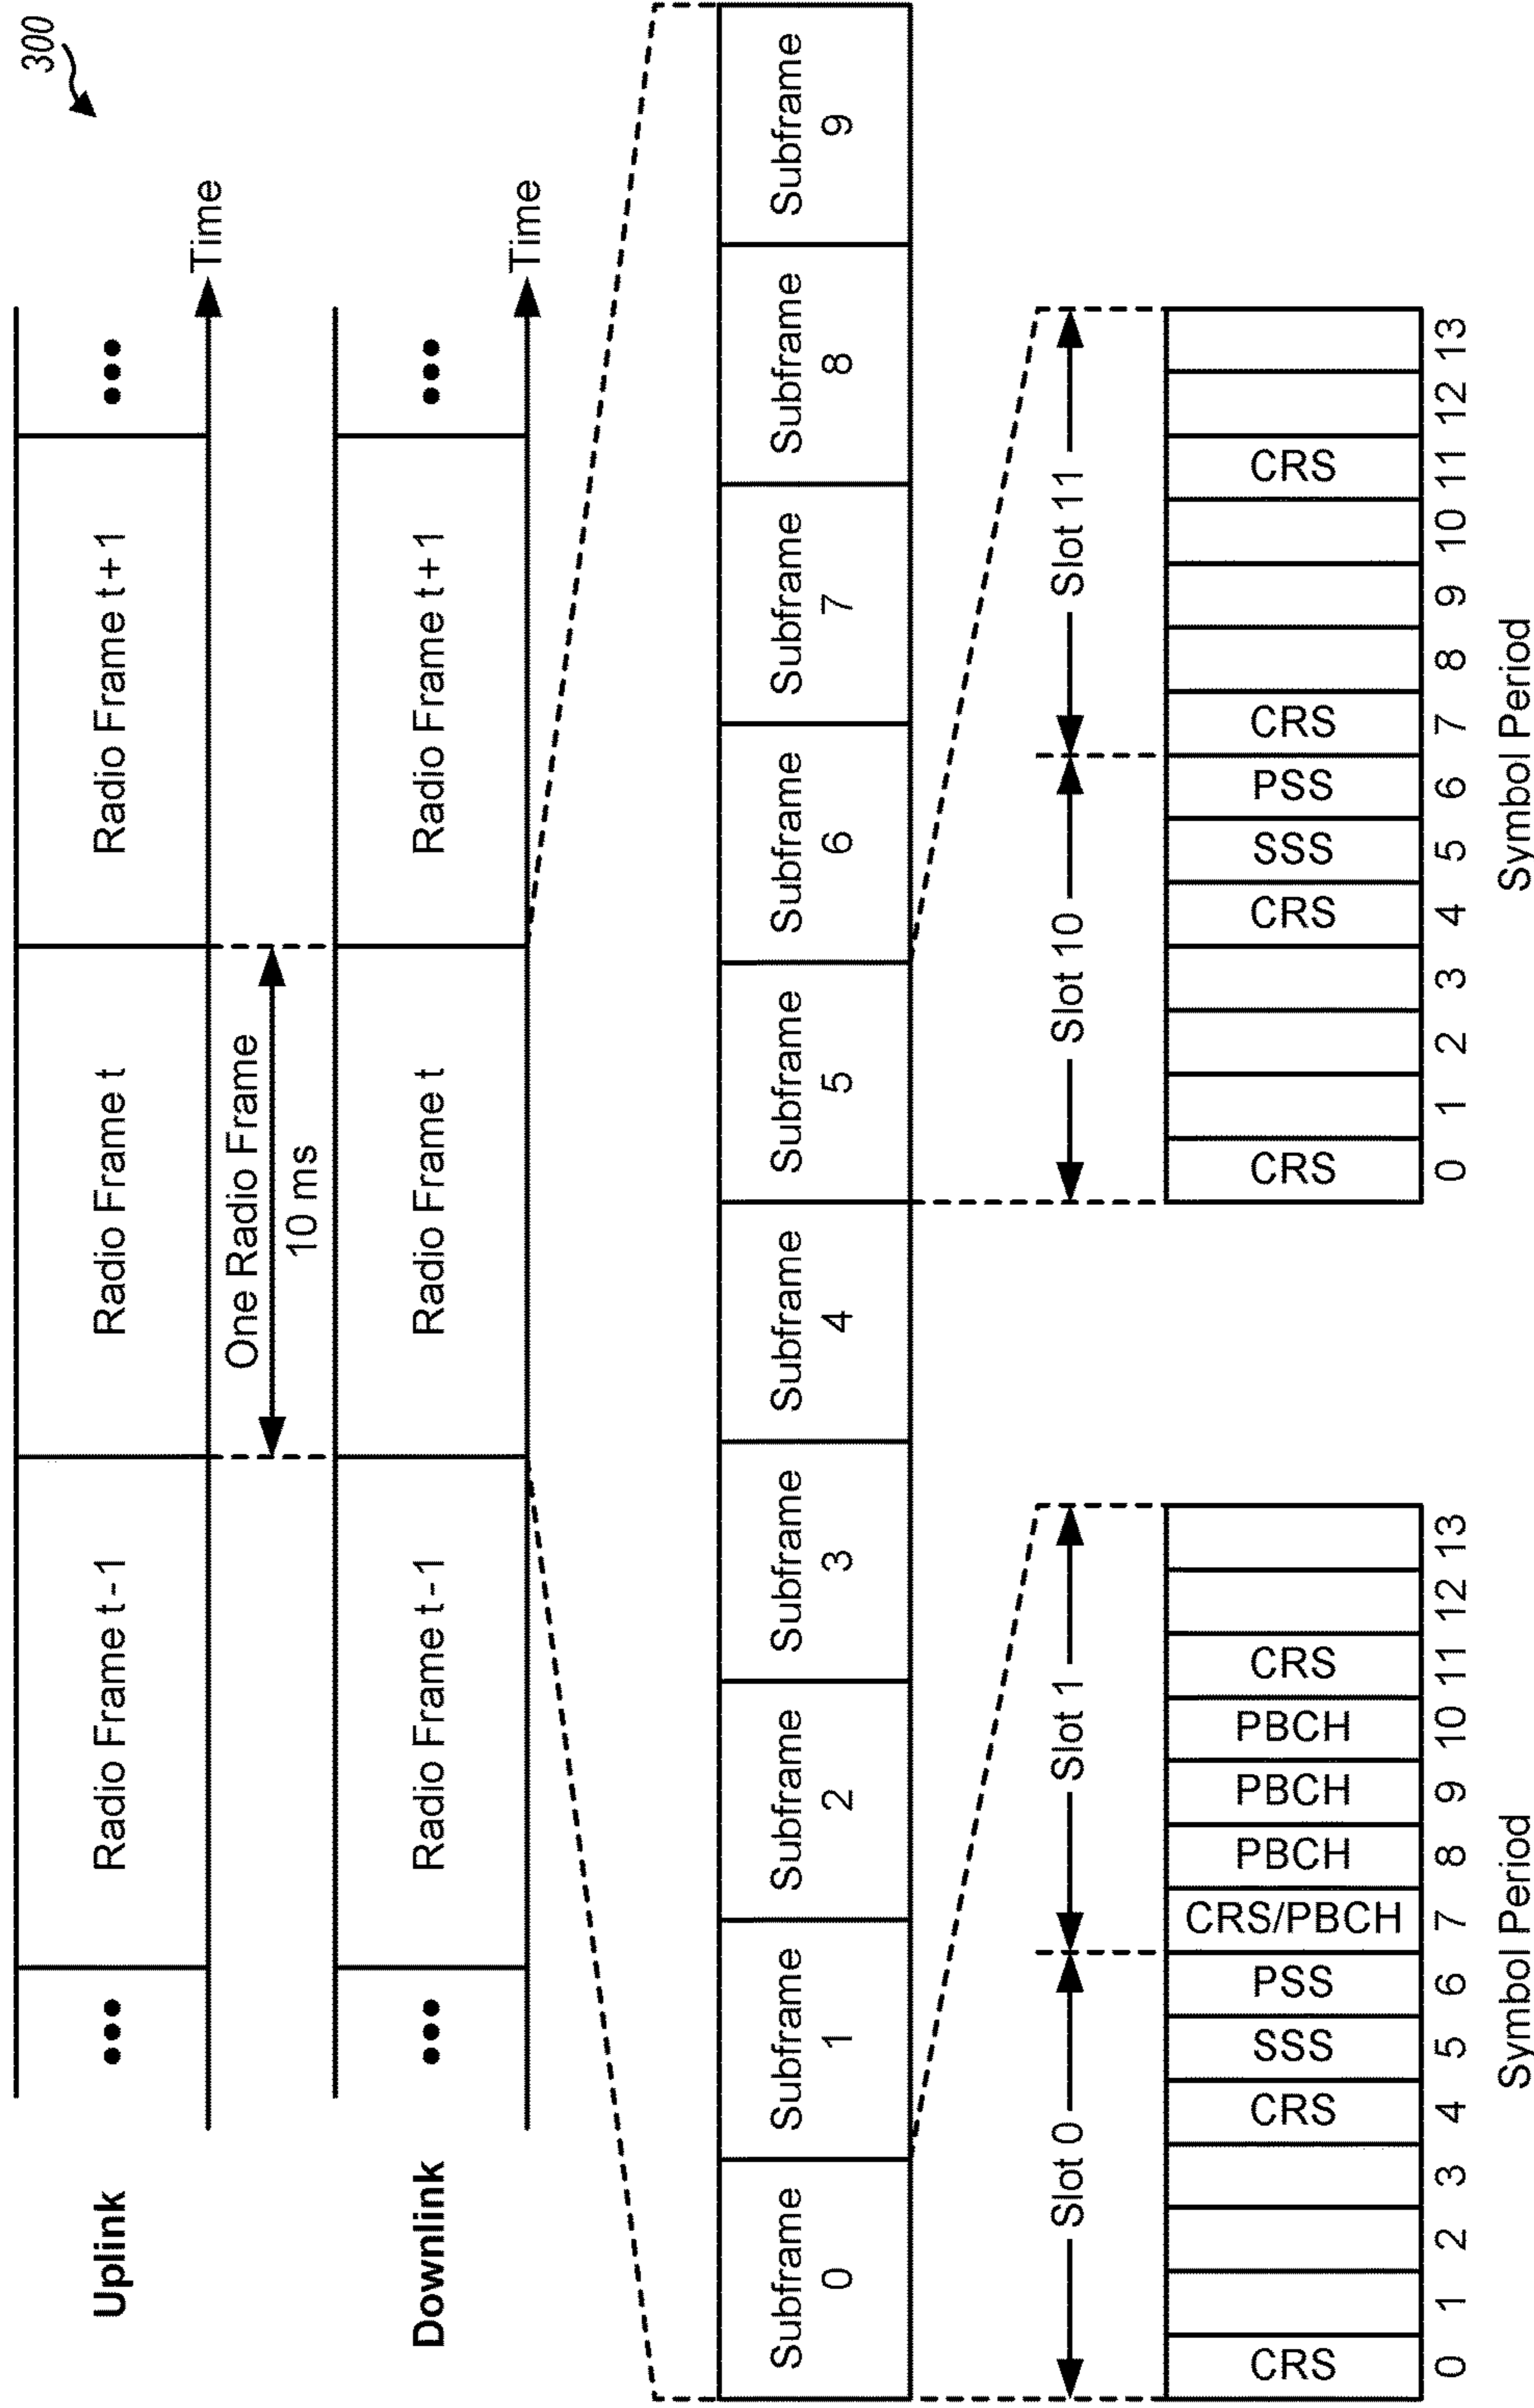 300
Uplink
••• Radio Frame t-1 Radio Frame t Radio Frame t+1 •••
Time
One Radio Frame
10 ms
Downlink
••• Radio Frame t-1 Radio Frame t Radio Frame t+1 •••
Time
Subframe 0 Subframe 1 Subframe 2 Subframe 3 Subframe 4 Subframe 5 Subframe 6 Subframe 7 Subframe 8 Subframe 9
Slot 0 Slot 1
CRS CRS SSS PSS CRS/PBCH PBCH PBCH PBCH CRS
0 1 2 3 4 5 6 7 8 9 10 11 12 13
Symbol Period
Slot 10 Slot 11
CRS CRS SSS PSS CRS CRS
0 1 2 3 4 5 6 7 8 9 10 11 12 13
Symbol Period